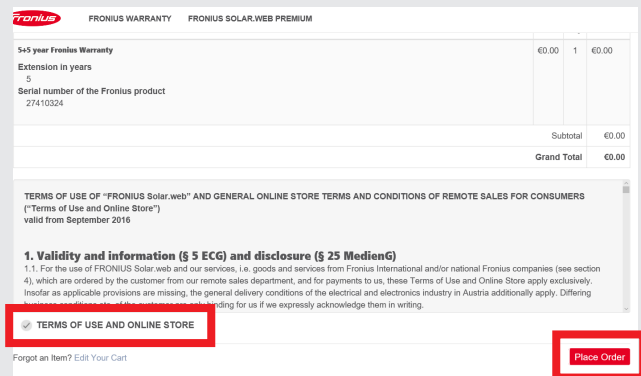 Fronius FRONIUS WARRANTY FRONIUS SOLAR.WEB PREMIUM
5+5 year Fronius Warranty €0.00 1 €0.00
Extension in years
5
Serial number of the Fronius product
27410324
Subtotal €0.00
Grand Total €0.00
TERMS OF USE OF “FRONIUS Solar.web” AND GENERAL ONLINE STORE TERMS AND CONDITIONS OF REMOTE SALES FOR CONSUMERS
(“Terms of Use and Online Store”)
valid from September 2016
1. Validity and information (§ 5 ECG) and disclosure (§ 25 MedienG)
1.1. For the use of FRONIUS Solar.web and our services, i.e. goods and services from Fronius International and/or national Fronius companies (see section
4), which are ordered by the customer from our remote sales department, and for payments to us, these Terms of Use and Online Store apply exclusively.
Insofar as applicable provisions are missing, the general delivery conditions of the electrical and electronics industry in Austria additionally apply. Differing
binding for us if we expressly acknowledge them in writing.
TERMS OF USE AND ONLINE STORE
Forgot an Item? Edit Your Cart
Place Order